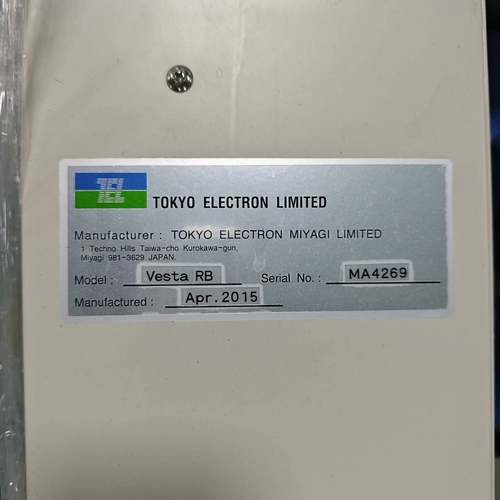 TEL
TOKYO ELECTRON LIMITED
Manufacturer : TOKYO ELECTRON MIYAGI LIMITED
1 Techno Hills Taiwa-cho Kurokawa-gun,
Miyagi 981-3629 JAPAN.
Model : Vesta RB Serial No. : MA4269
Manufactured : Apr.2015